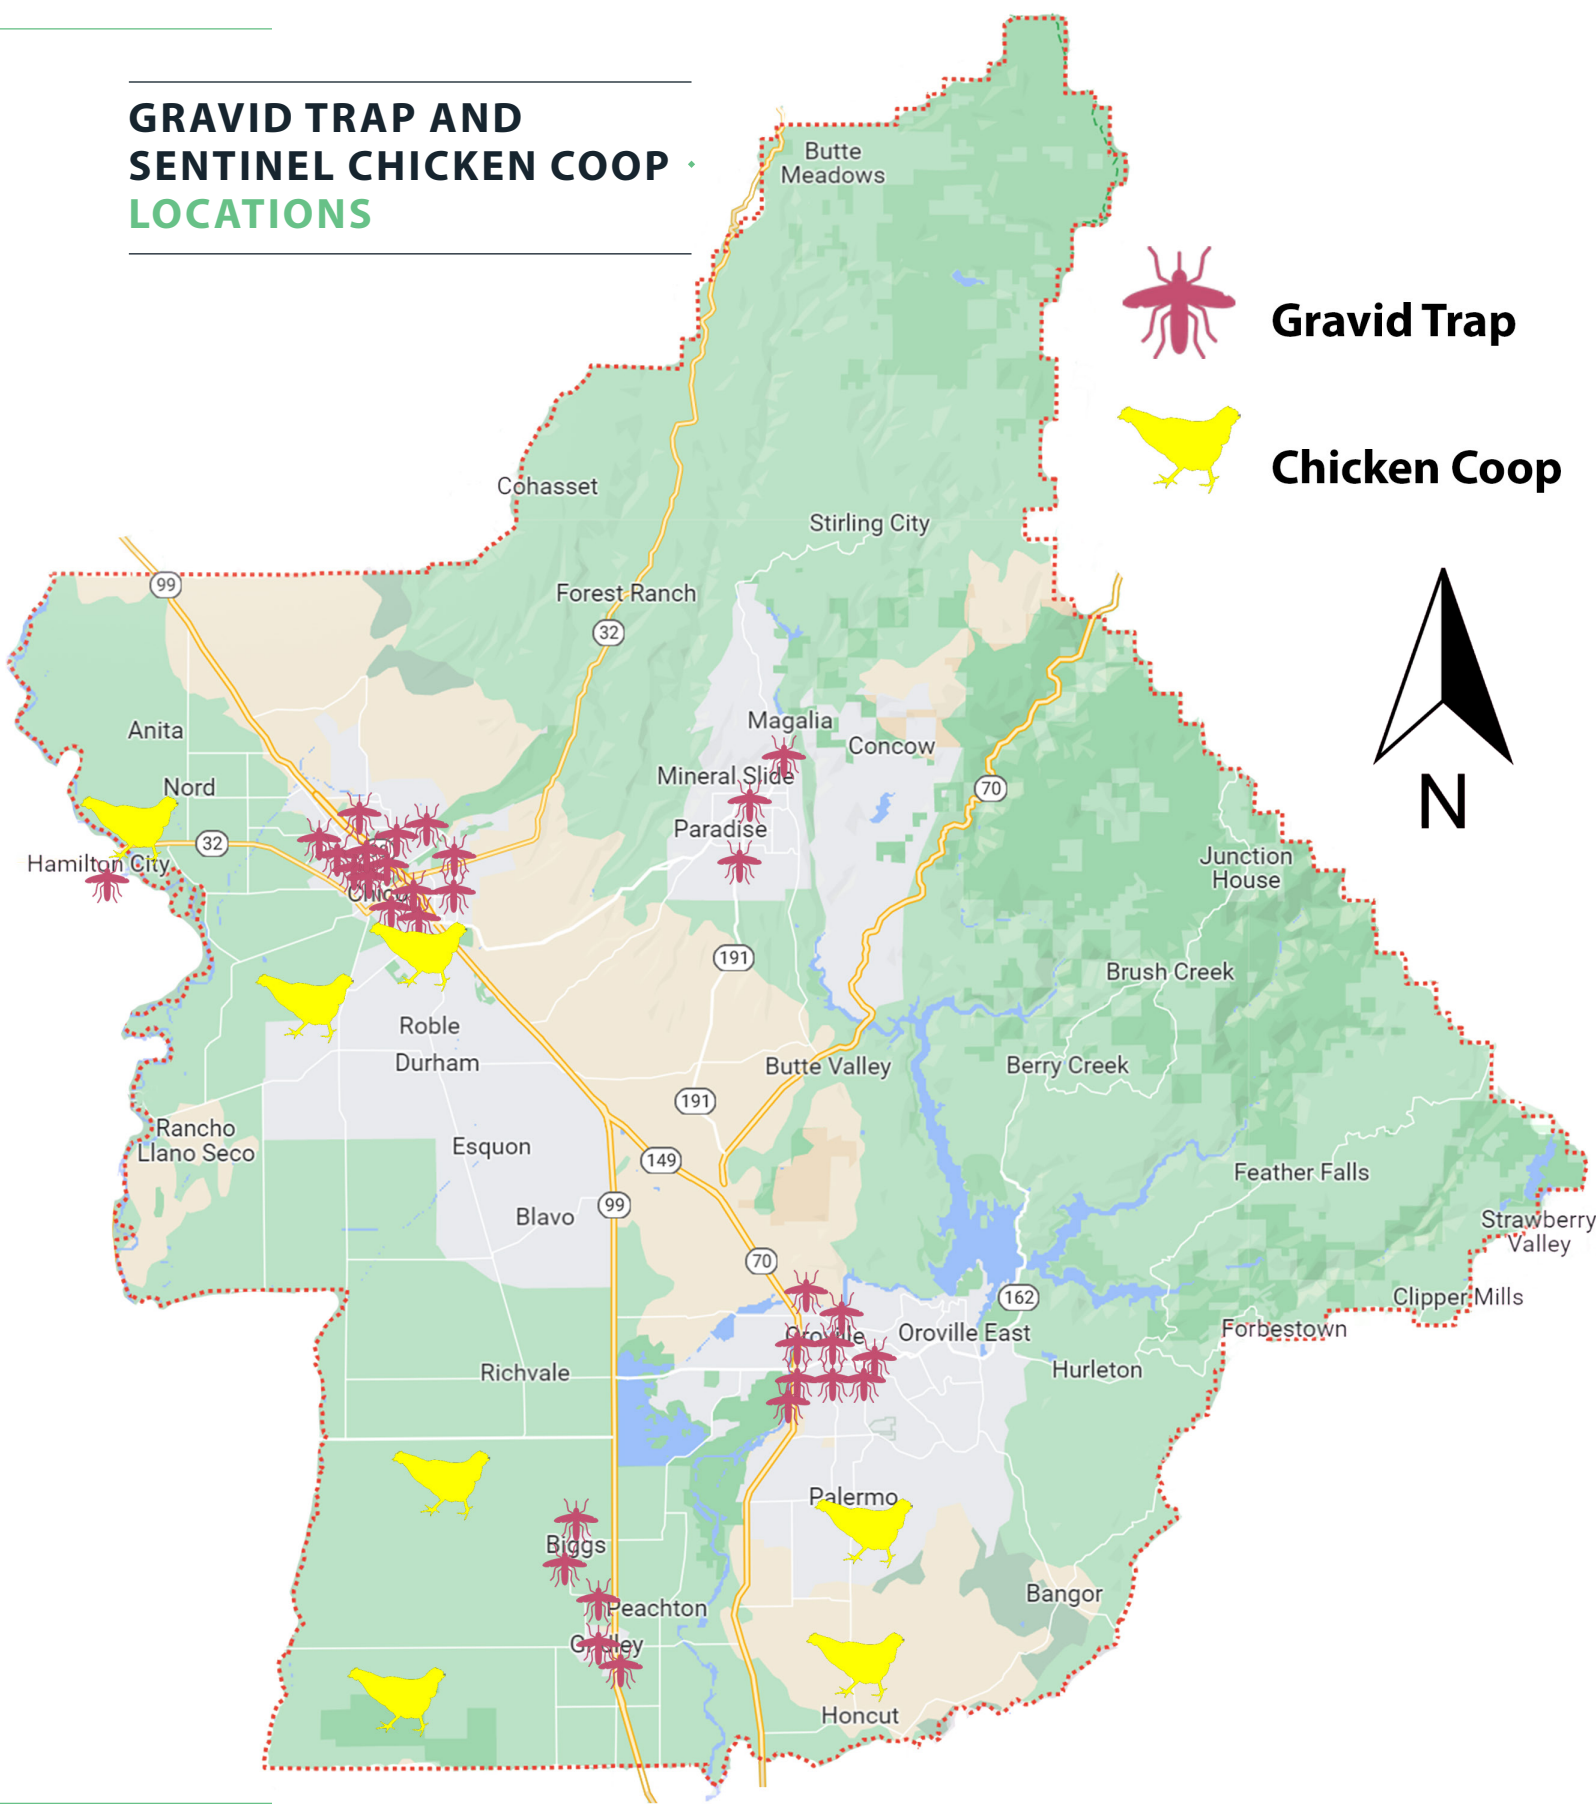 GRAVID TRAP AND
SENTINEL CHICKEN COOP
LOCATIONS
Butte
Meadows
Gravid Trap
Chicken Coop
N
Cohasset
Stirling City
99
Forest Ranch
32
Magalia
Anita
Concow
Mineral Slide
Nord
70
Paradise
32
Hamilton City
Junction
House
Chico
191
Brush Creek
Roble
Durham
Butte Valley
Berry Creek
191
Rancho
Llano Seco
Esquon
149
Feather Falls
99
Blavo
Strawberry
Valley
70
162
Clipper Mills
Oroville
Oroville East
Forbestown
Richvale
Hurleton
Palermo
Biggs
Bangor
Peachton
Gridley
Honcut